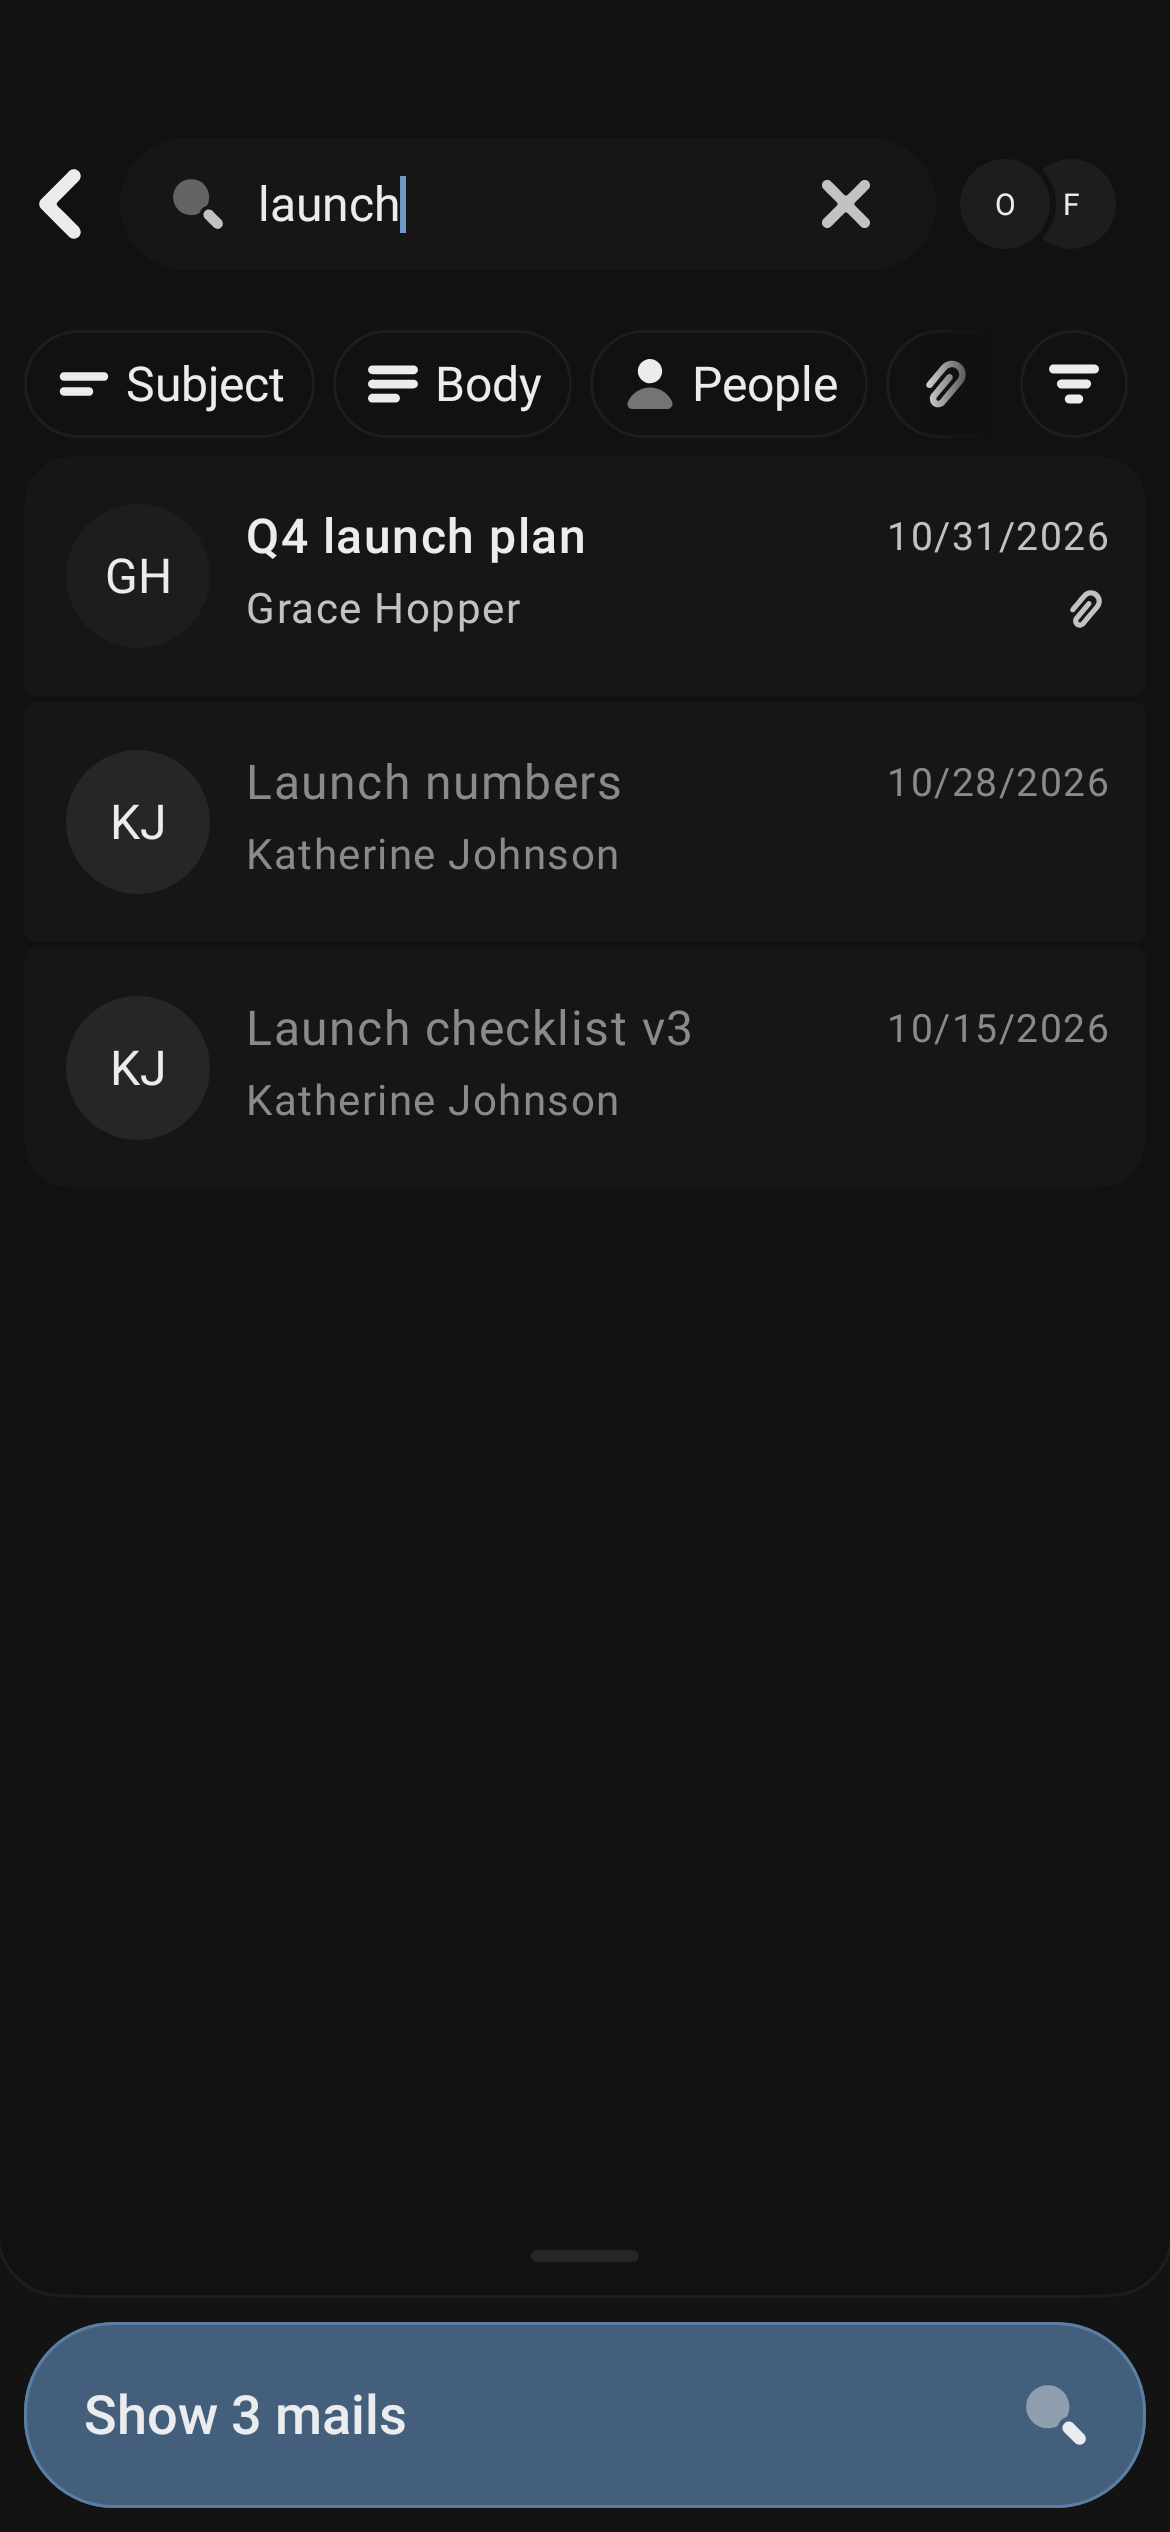 launch
O F
Subject Body People
GH
Q4 launch plan 10/31/2026
Grace Hopper
KJ
Launch numbers 10/28/2026
Katherine Johnson
KJ
Launch checklist v3 10/15/2026
Katherine Johnson
Show 3 mails